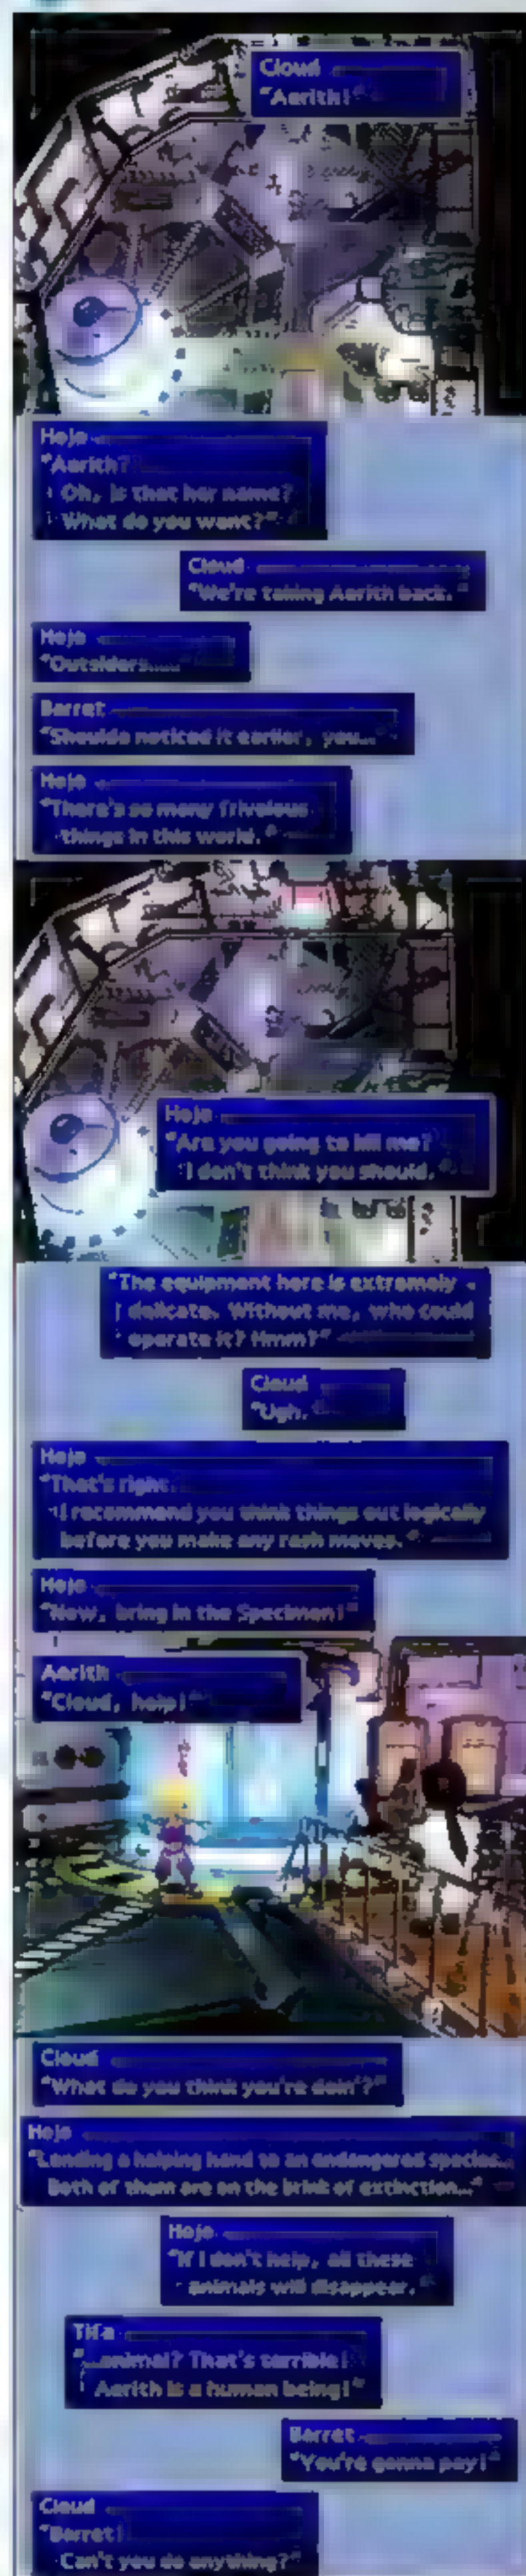 Cloud
"Aerith!"
Hojo
"Aerith?
Oh, is that her name?
What do you want?"
Cloud
"We're taking Aerith back."
Hojo
"Outsiders....."
Barret
"Shoulda noticed it earlier, you..."
Hojo
"There's so many frivolous
things in this world."
Hojo
"Are you going to kill me?
I don't think you should."
"The equipment here is extremely
delicate. Without me, who could
operate it? Hmm?"
Cloud
"Ugh.
Hojo
"That's right.
I recommend you think things out logically
before you make any rash moves."
Hojo
"Now, bring in the Specimen!"
Aerith
"Cloud, help!"
Cloud
"What do you think you're doin'?"
Hojo
"Lending a helping hand to an endangered species...
Both of them are on the brink of extinction..."
Hojo
"If I don't help, all these
animals will disappear."
Tifa
"...animal? That's terrible!
Aerith is a human being!"
Barret
"You're gonna pay!"
Cloud
"Barret!
Can't you do anything?"